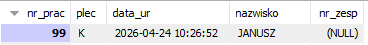 nr_prac plec data_ur nazwisko nr_zesp
99 K 2026-04-24 10:26:52 JANUSZ (NULL)